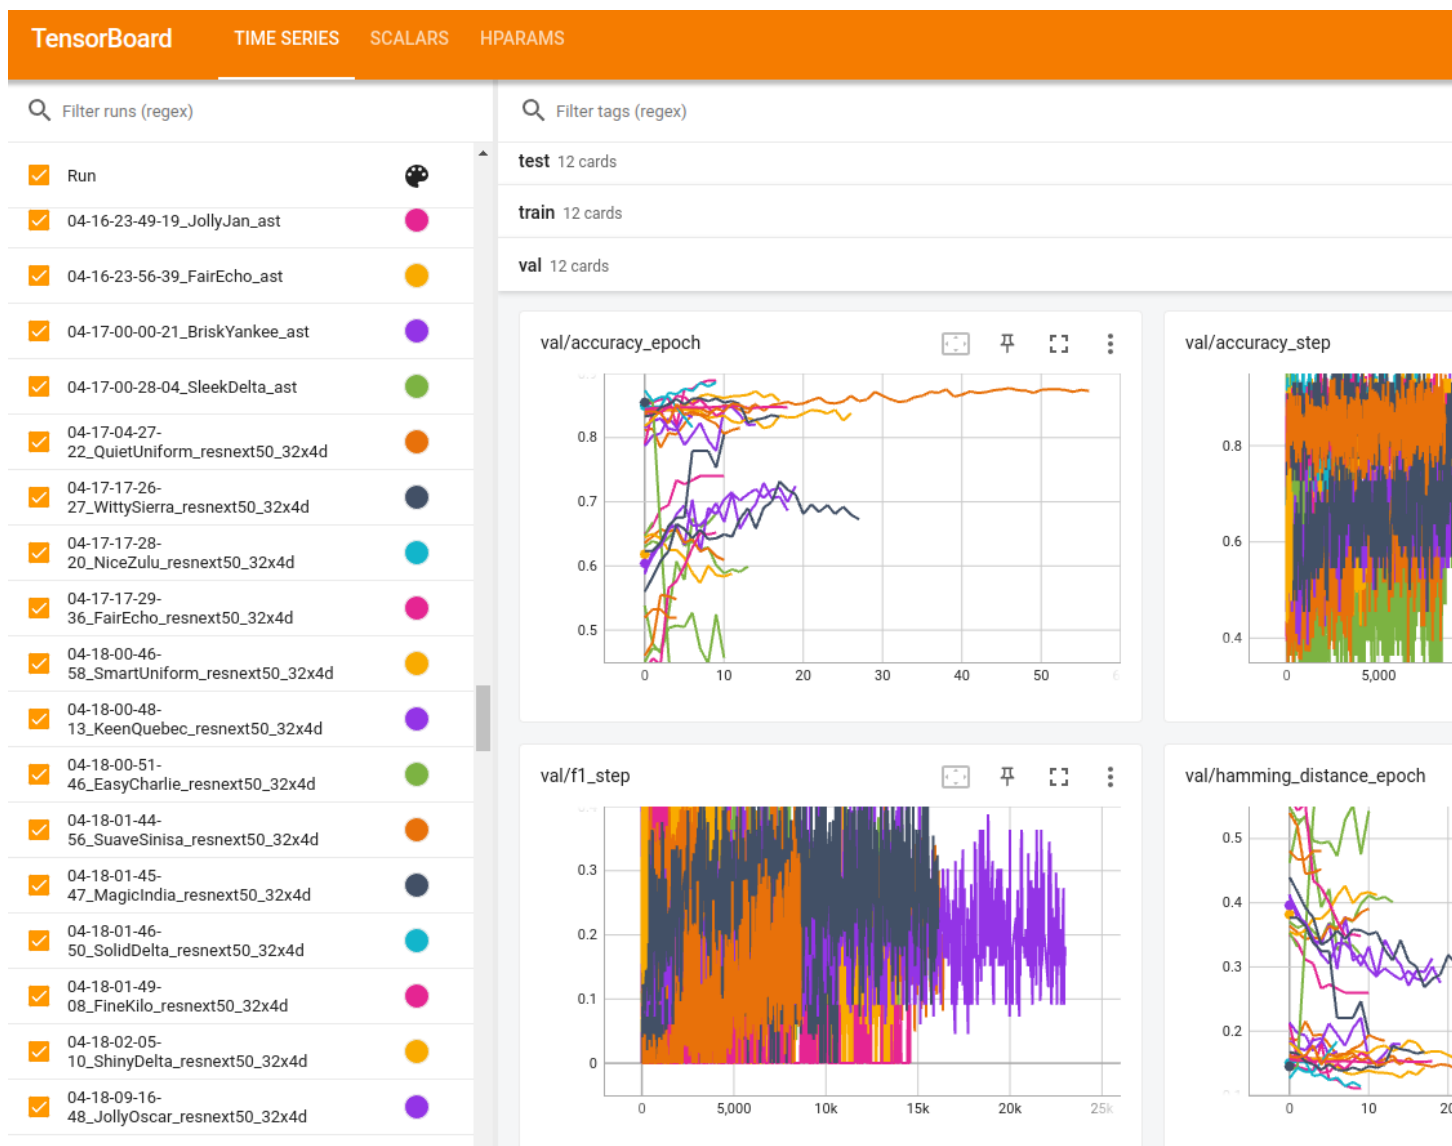 TensorBoard
TIME SERIES
SCALARS
HPARAMS
Filter runs (regex)
Run
04-16-23-49-19_JollyJan_ast
04-16-23-56-39_FairEcho_ast
04-17-00-00-21_BriskYankee_ast
04-17-00-28-04_SleekDelta_ast
04-17-04-27-
22_QuietUniform_resnext50_32x4d
04-17-17-26-
27_WittySierra_resnext50_32x4d
04-17-17-28-
20_NiceZulu_resnext50_32x4d
04-17-17-29-
36_FairEcho_resnext50_32x4d
04-18-00-46-
58_SmartUniform_resnext50_32x4d
04-18-00-48-
13_KeenQuebec_resnext50_32x4d
04-18-00-51-
46_EasyCharlie_resnext50_32x4d
04-18-01-44-
56_SuaveSinisa_resnext50_32x4d
04-18-01-45-
47_MagicIndia_resnext50_32x4d
04-18-01-46-
50_SolidDelta_resnext50_32x4d
04-18-01-49-
08_FineKilo_resnext50_32x4d
04-18-02-05-
10_ShinyDelta_resnext50_32x4d
04-18-09-16-
48_JollyOscar_resnext50_32x4d
Filter tags (regex)
test 12 cards
train 12 cards
val 12 cards
val/accuracy_epoch
0.8
0.7
0.6
0.5
0 10 20 30 40 50
val/accuracy_step
0.8
0.6
0.4
0 5,000
val/f1_step
0.3
0.2
0.1
0
0 5,000 10k 15k 20k 25k
val/hamming_distance_epoch
0.5
0.4
0.3
0.2
0 10 20